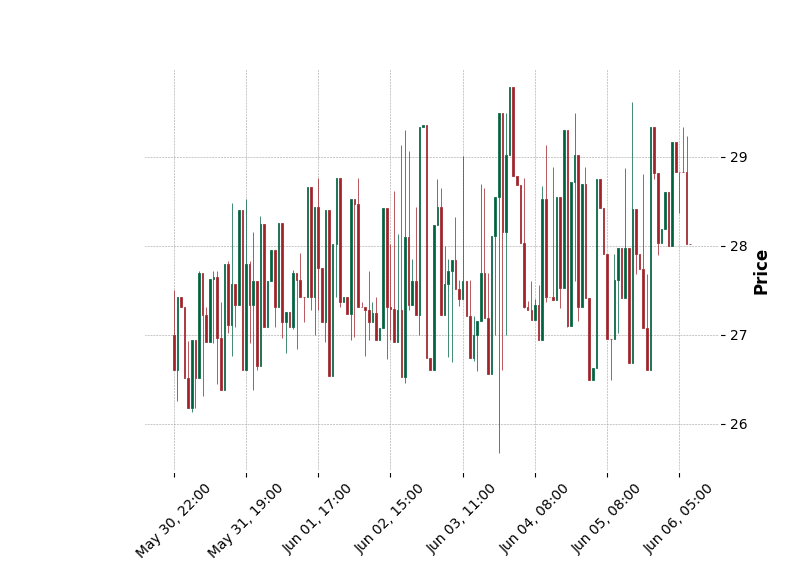 29
28
27
26
Price
May 30, 22:00
May 31, 19:00
Jun 01, 17:00
Jun 02, 15:00
Jun 03, 11:00
Jun 04, 08:00
Jun 05, 08:00
Jun 06, 05:00